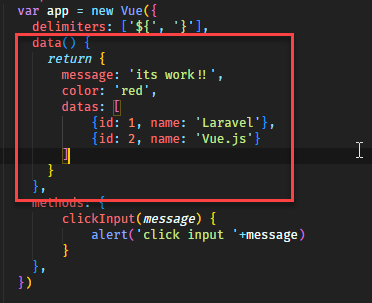 var app = new Vue({
delimiters: ['${', '}'],
data() {
return {
message: 'its work!!',
color: 'red',
datas: [
{id: 1, name: 'Laravel'},
{id: 2, name: 'Vue.js'}
]
}
},
methods: {
clickInput(message) {
alert('click input '+message)
}
},
})